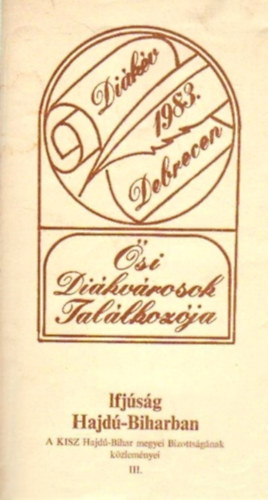 Diákév
1983.
Debrecen
Ősi
Diákvárosok
Találkozója
Ifjúság
Hajdú-Biharban
A KISZ Hajdú-Bihar megyei Bizottságának
közleményei
III.